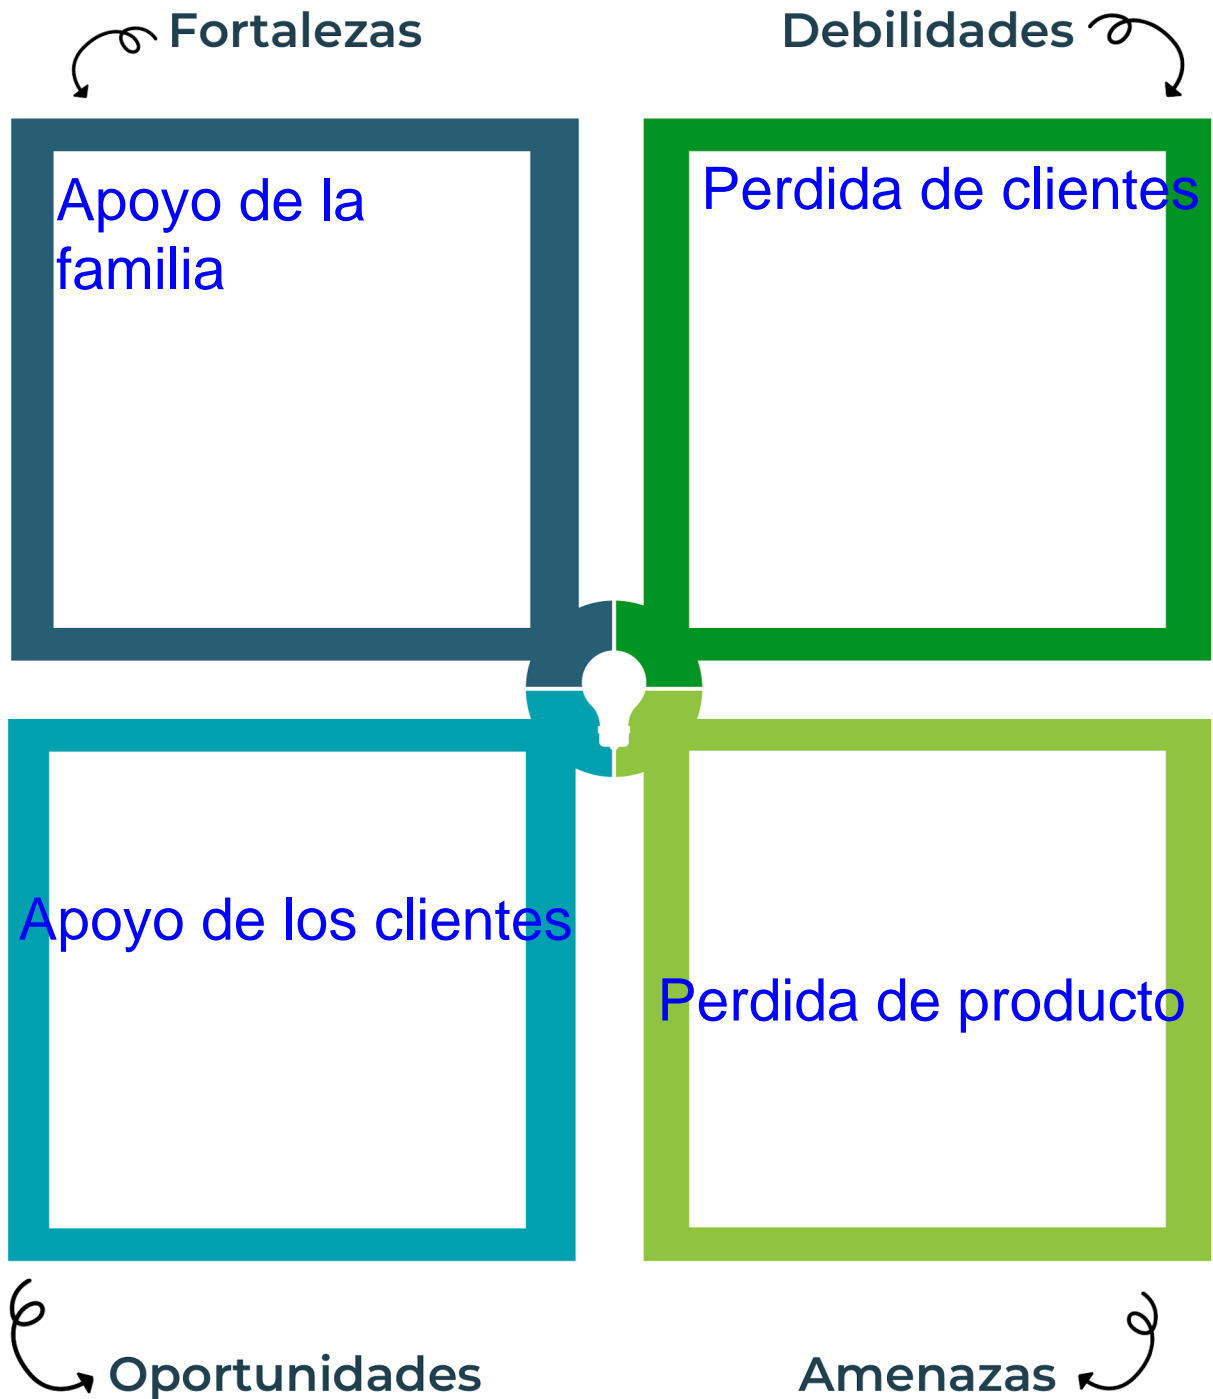 Fortalezas
Debilidades
Apoyo de la
familia
Perdida de clientes
Apoyo de los clientes
Perdida de producto
Oportunidades
Amenazas